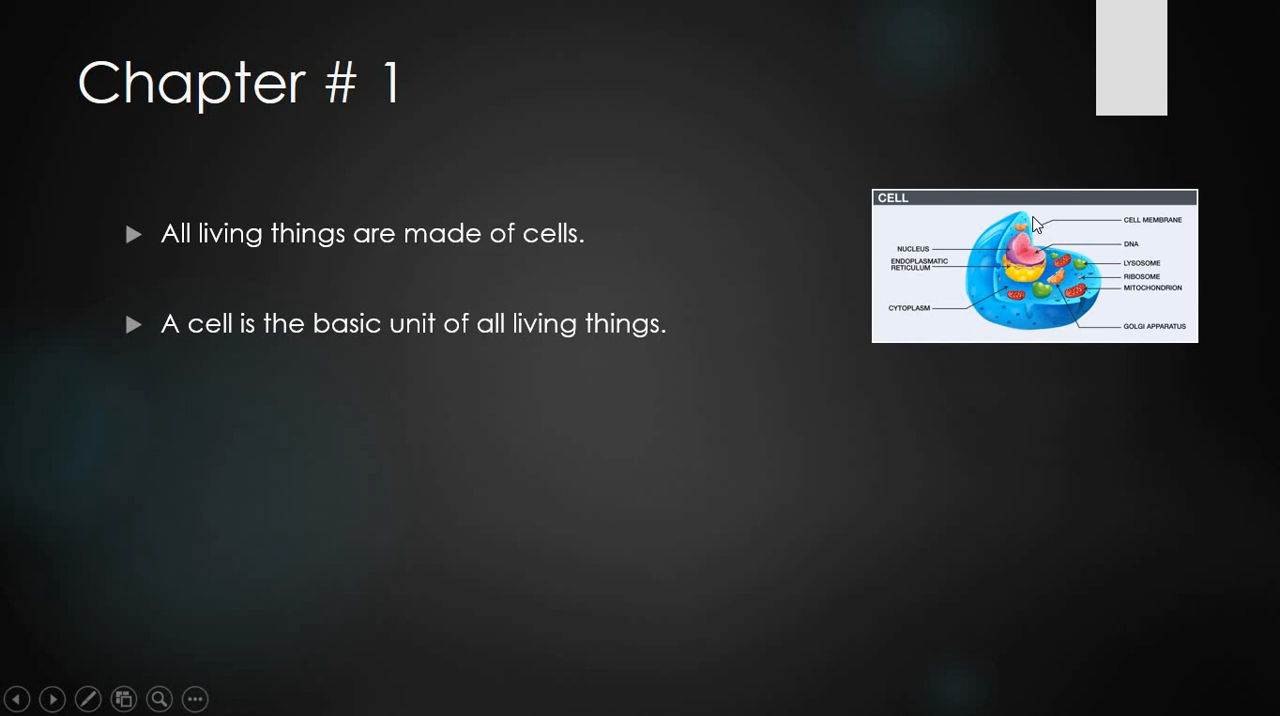 Chapter # 1
All living things are made of cells.
A cell is the basic unit of all living things.
CELL
CELL MEMBRANE
DNA
NUCLEUS
ENDOPLASMATIC
RETICULUM
LYSOSOME
RIBOSOME
MITOCHONDRION
CYTOPLASM
GOLGI APPARATUS